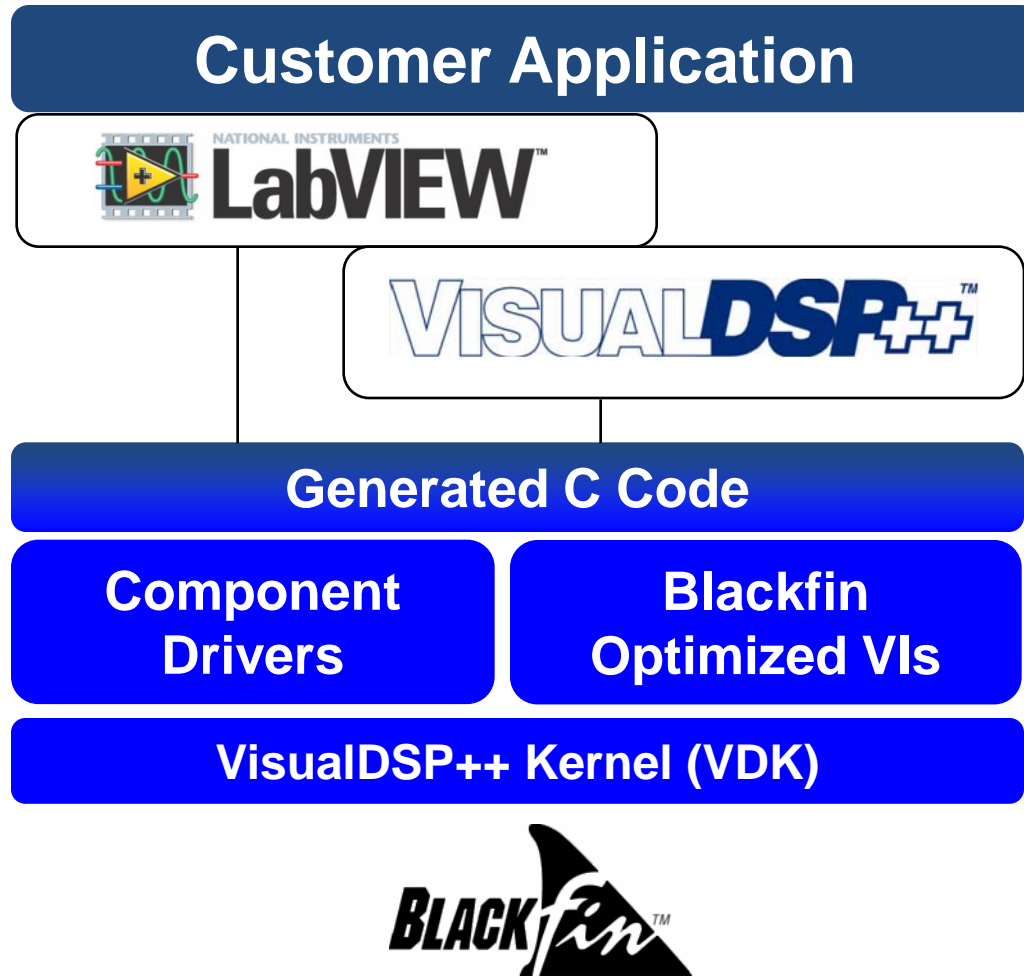 Customer Application
NATIONAL INSTRUMENTS
LabVIEW™
VISUALDSP++™
Generated C Code
Component
Drivers
Blackfin
Optimized VIs
VisualDSP++ Kernel (VDK)
BLACKfin™